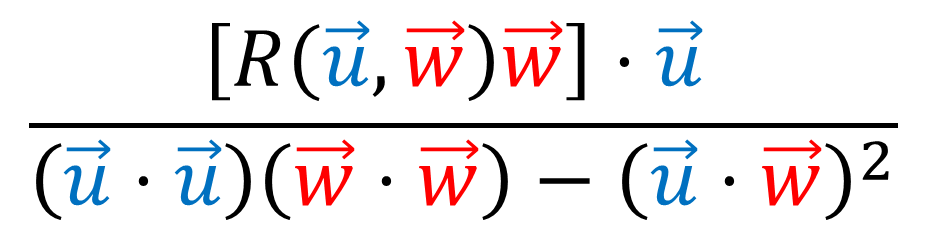 [R(u⃗, w⃗)w⃗] · u⃗
(u⃗ · u⃗)(w⃗ · w⃗) − (u⃗ · w⃗)²